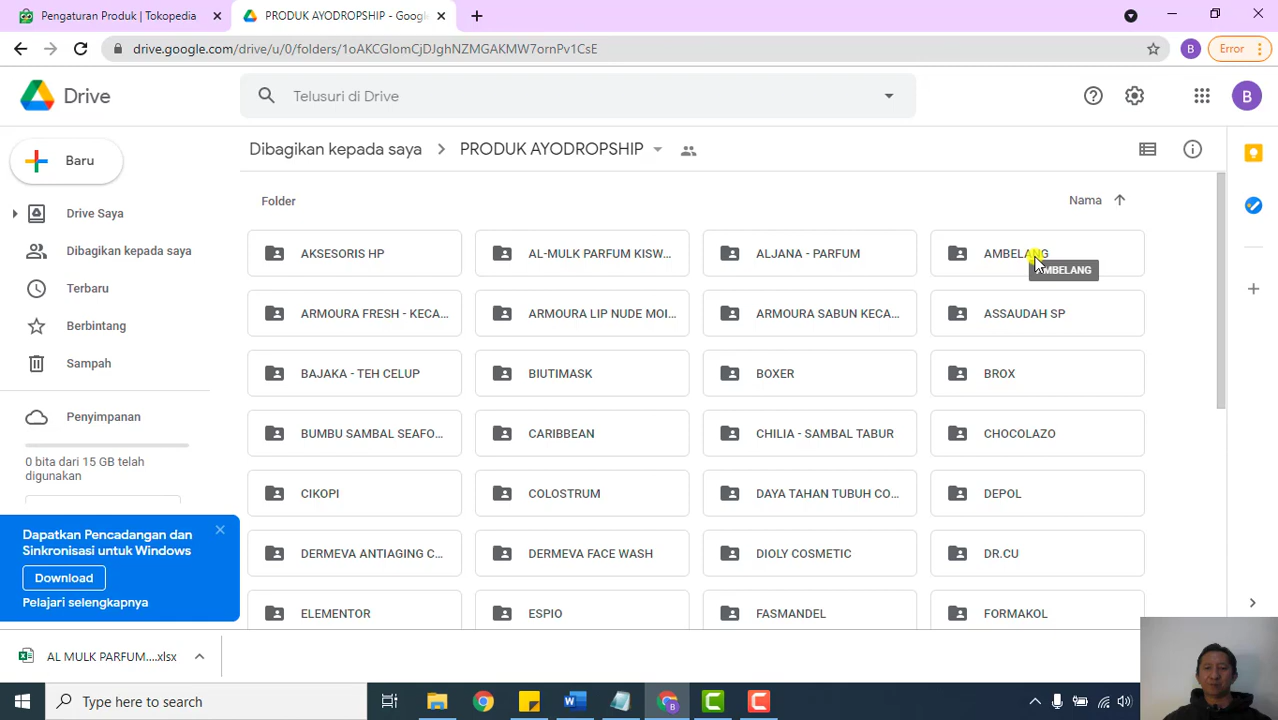 Pengaturan Produk | Tokopedia
PRODUK AYODROPSHIP - Google
drive.google.com/drive/u/0/folders/1oAKCGlomCjDJghNZMGAKMW7ornPv1CsE
B
Error
Drive
Telusuri di Drive
B
Baru
Dibagikan kepada saya
PRODUK AYODROPSHIP
Drive Saya
Dibagikan kepada saya
Terbaru
Berbintang
Sampah
Penyimpanan
0 bita dari 15 GB telah
digunakan
Folder
Nama
AKSESORIS HP
AL-MULK PARFUM KISW...
ALJANA - PARFUM
AMBELANG
AMBELANG
ARMOURA FRESH - KECA...
ARMOURA LIP NUDE MOI...
ARMOURA SABUN KECA...
ASSAUDAH SP
BAJAKA - TEH CELUP
BIUTIMASK
BOXER
BROX
BUMBU SAMBAL SEAFO...
CARIBBEAN
CHILIA - SAMBAL TABUR
CHOCOLAZO
CIKOPI
COLOSTRUM
DAYA TAHAN TUBUH CO...
DEPOL
DERMEVA ANTIAGING C...
DERMEVA FACE WASH
DIOLY COSMETIC
DR.CU
ELEMENTOR
ESPIO
FASMANDEL
FORMAKOL
Dapatkan Pencadangan dan
Sinkronisasi untuk Windows
Download
Pelajari selengkapnya
AL MULK PARFUM....xlsx
Type here to search